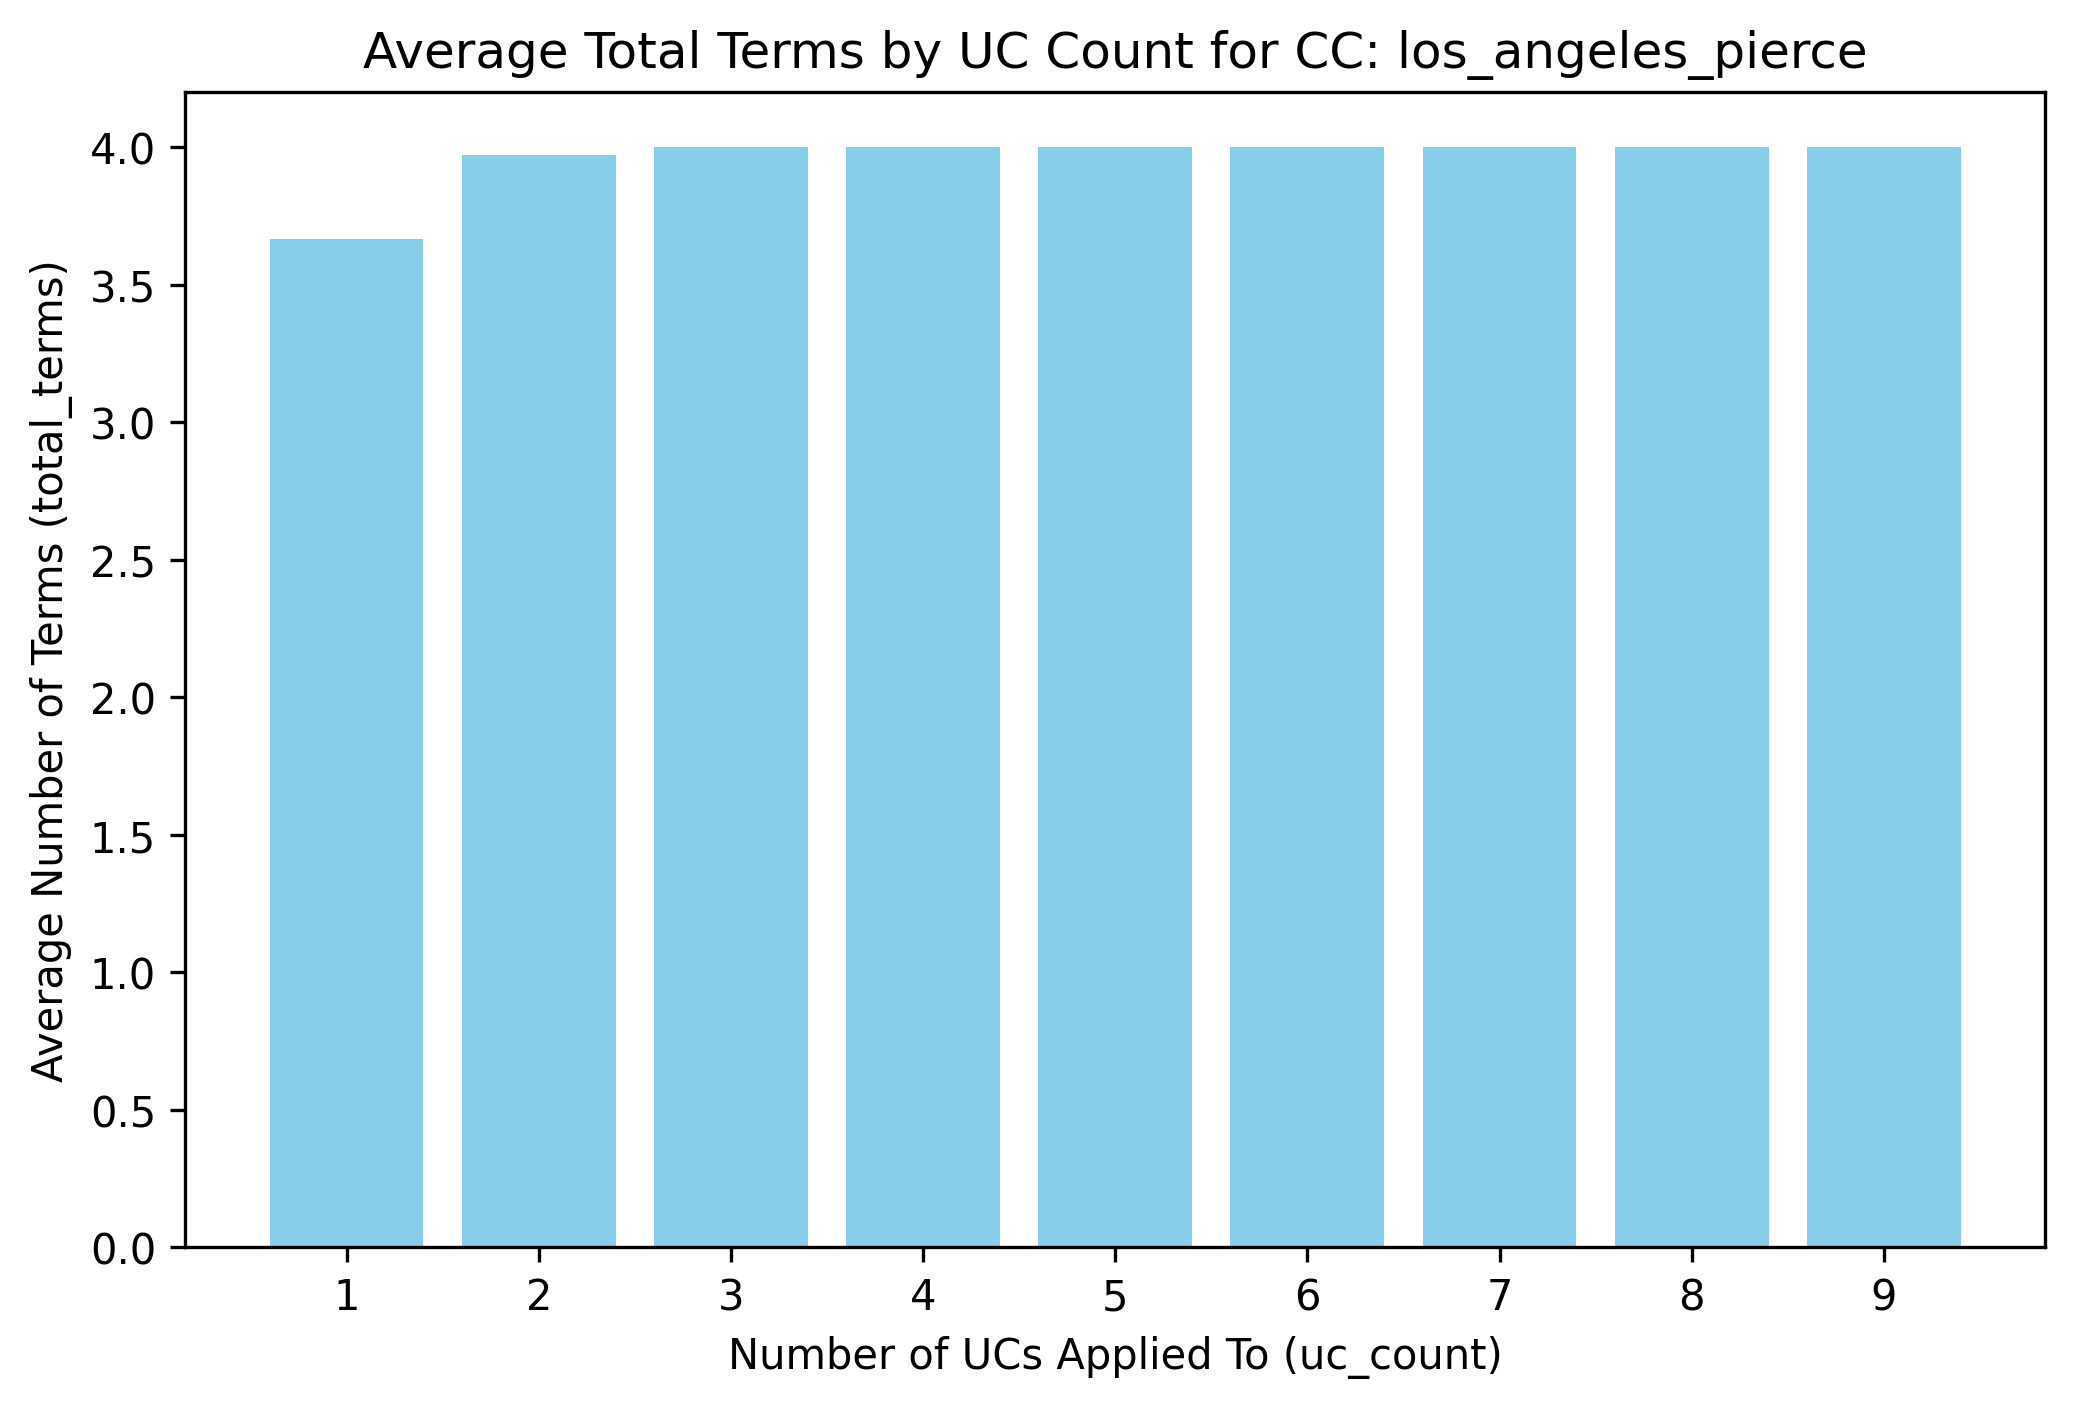 Average Total Terms by UC Count for CC: los_angeles_pierce
Average Number of Terms (total_terms)
4.0
3.5
3.0
2.5
2.0
1.5
1.0
0.5
0.0
1 2 3 4 5 6 7 8 9
Number of UCs Applied To (uc_count)